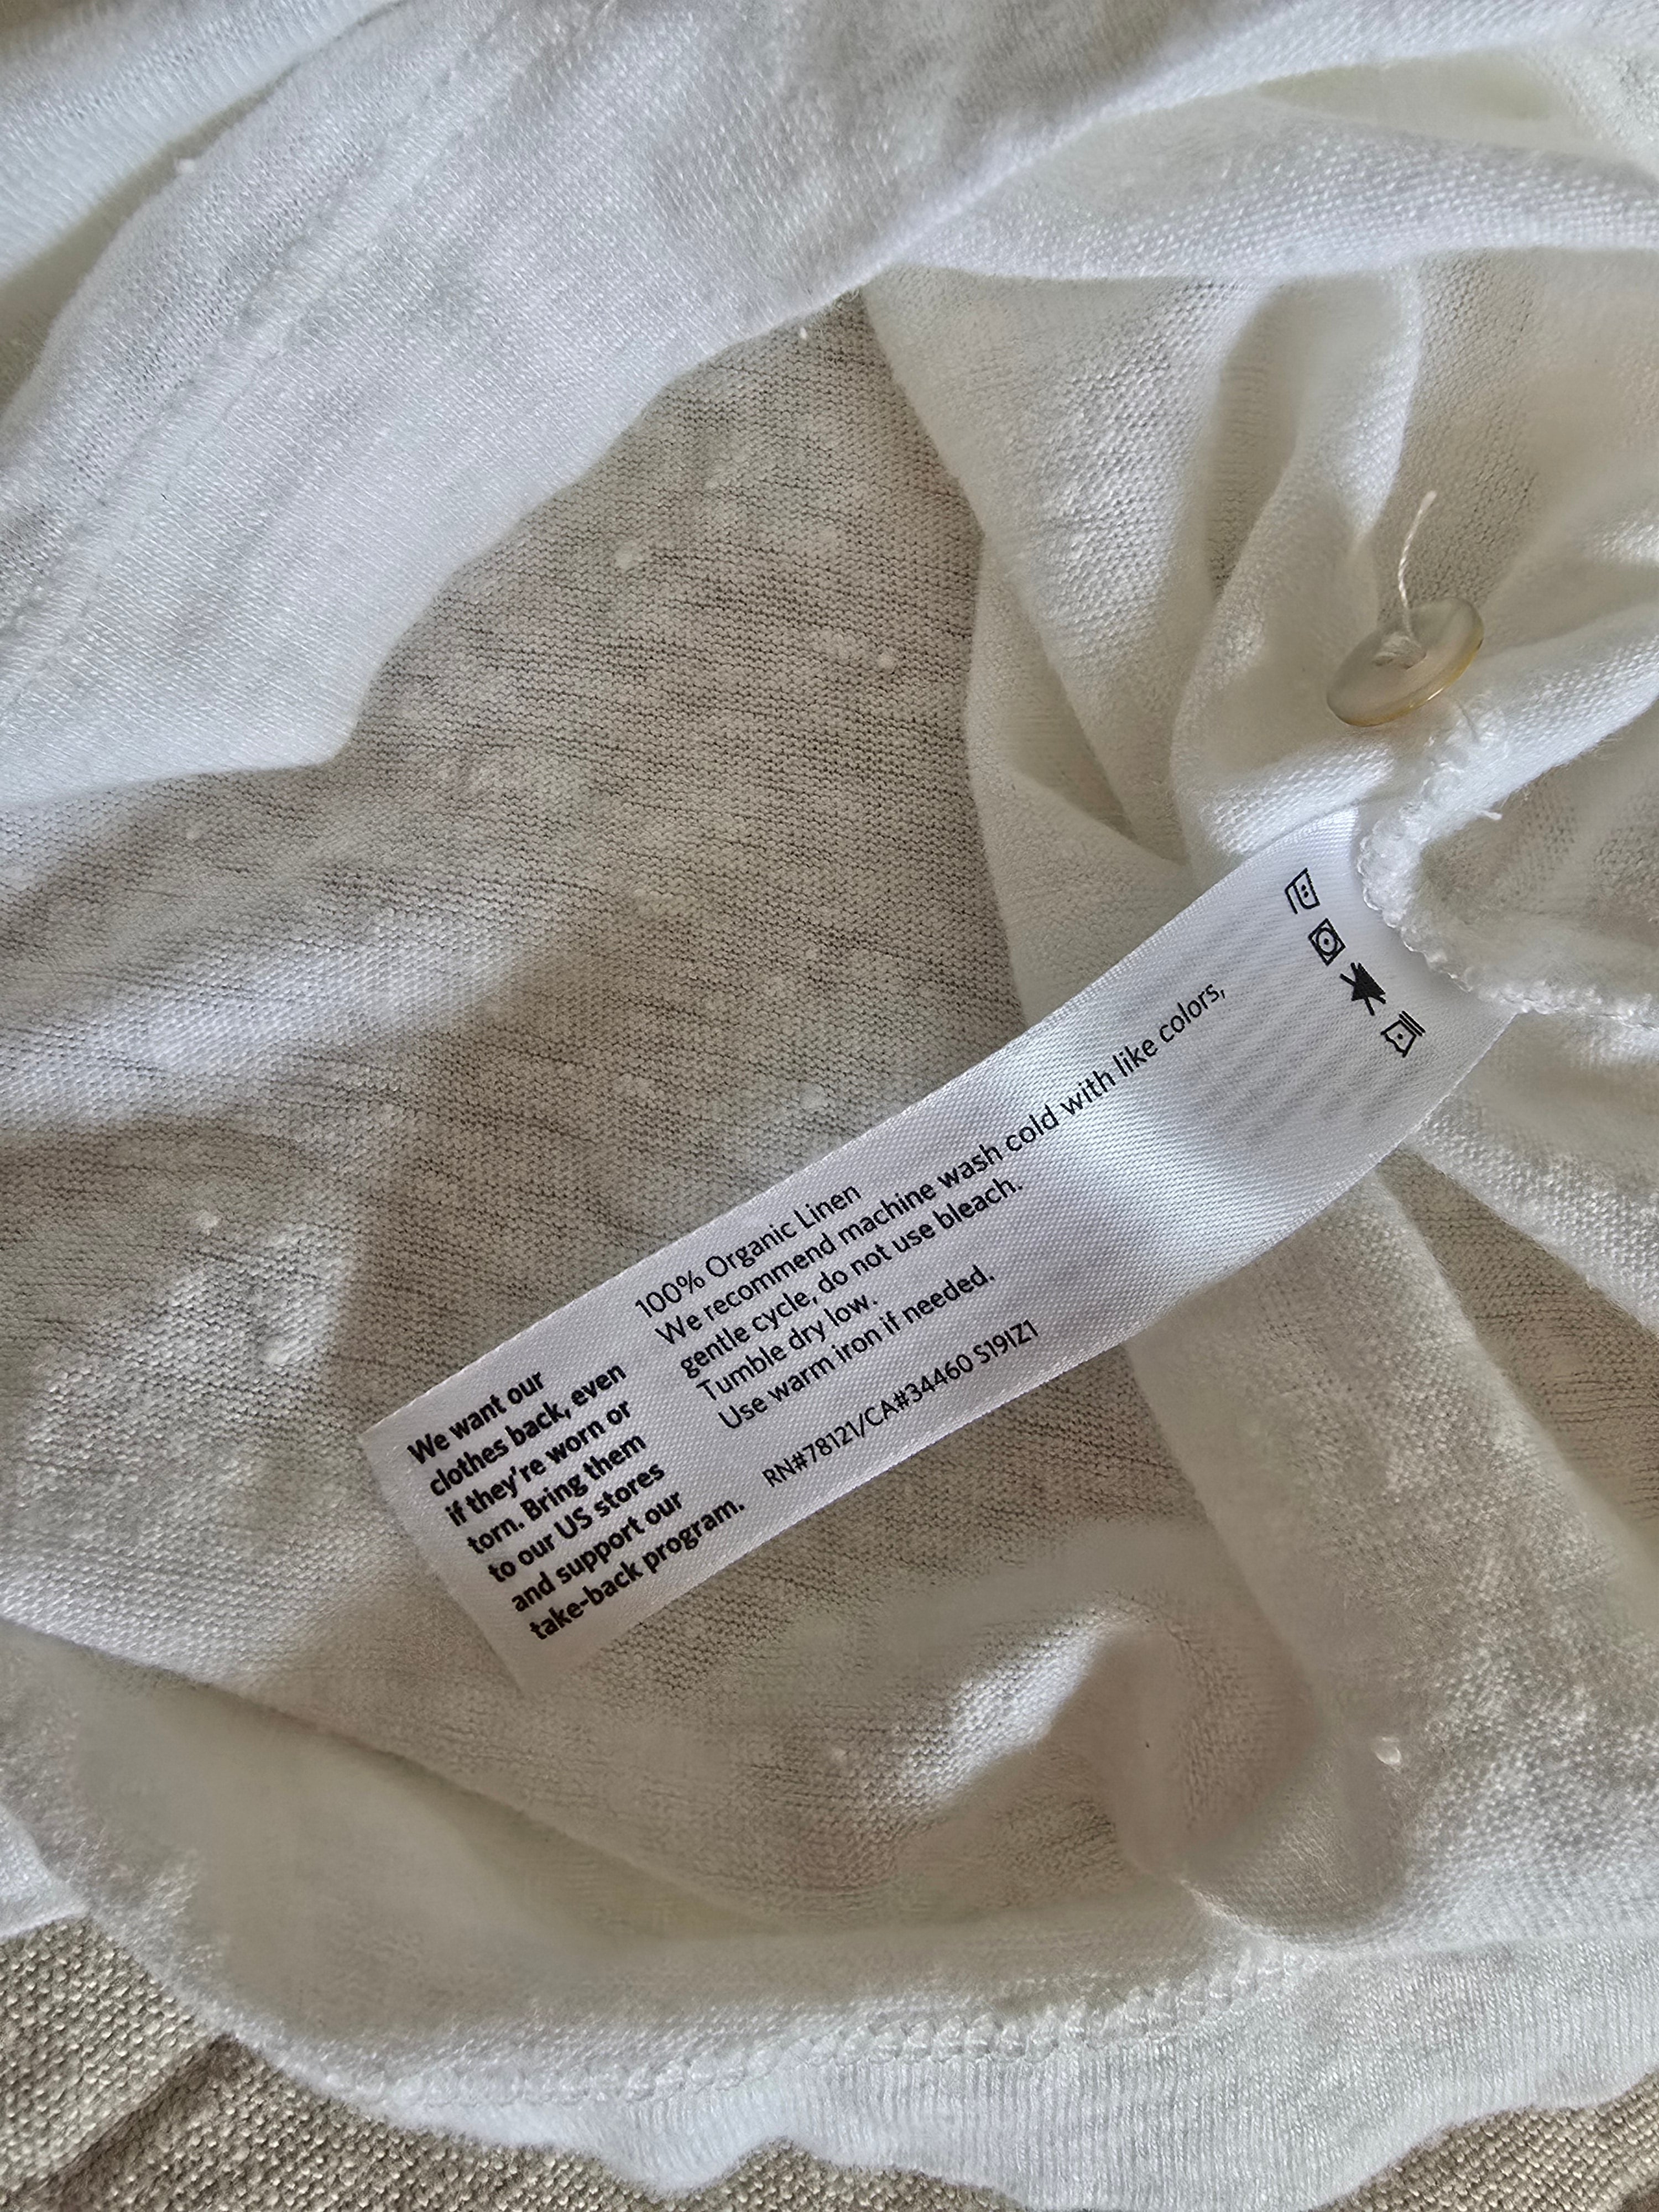 100% Organic Linen
We recommend machine wash cold with like colors,
gentle cycle, do not use bleach.
Tumble dry low.
Use warm iron if needed.
RN#78121/CA#34460 S19IZ1
We want our
clothes back, even
if they're worn or
torn. Bring them
to our US stores
and support our
take-back program.